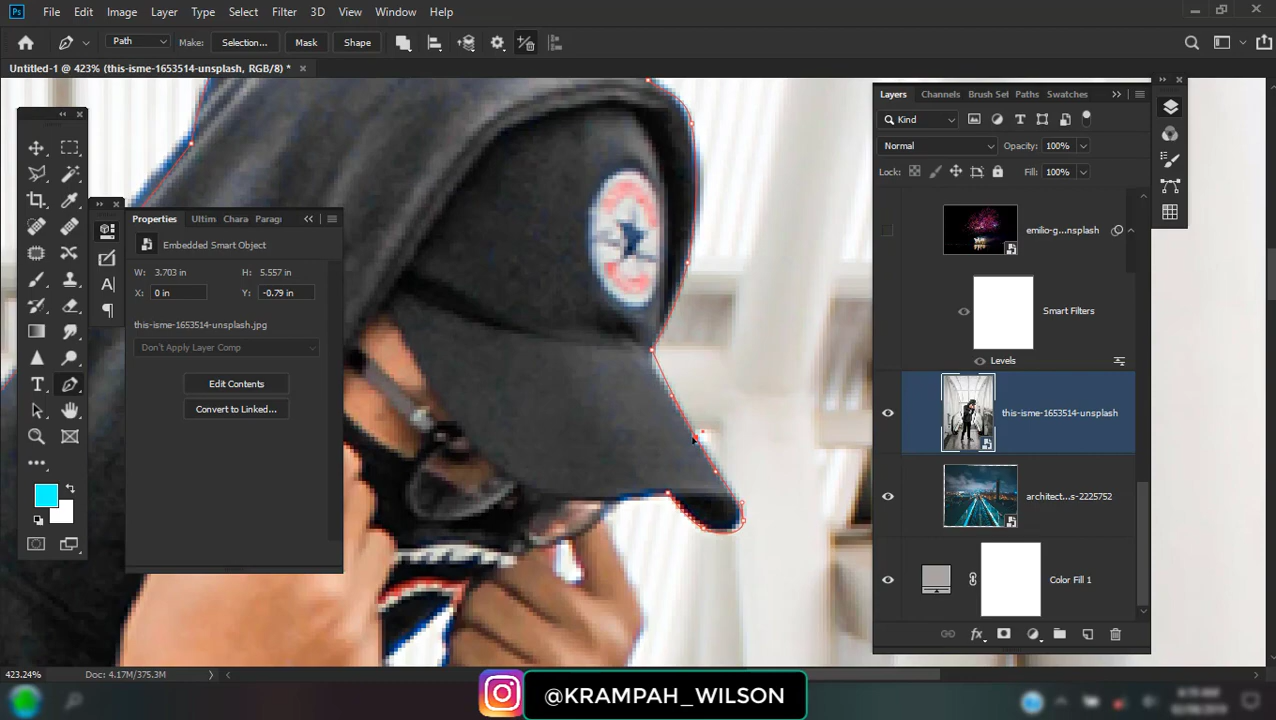 Ps File Edit Image Layer Type Select Filter 3D View Window Help
Path Make: Selection... Mask Shape
Untitled-1 @ 423% (this-isme-1653514-unsplash, RGB/8) *
Properties Ultim Chara Paragi
Embedded Smart Object
W: 3.703 in H: 5.557 in
X: 0 in Y: -0.79 in
this-isme-1653514-unsplash.jpg
Don't Apply Layer Comp
Edit Contents
Convert to Linked...
Layers Channels Brush Set Paths Swatches
Kind
Normal Opacity: 100%
Lock: Fill: 100%
emilio-g...nsplash
Smart Filters
Levels
this-isme-1653514-unsplash
architect...s-2225752
Color Fill 1
fx
423.24% Doc: 4.17M/375.3M
@KRAMPAH_WILSON